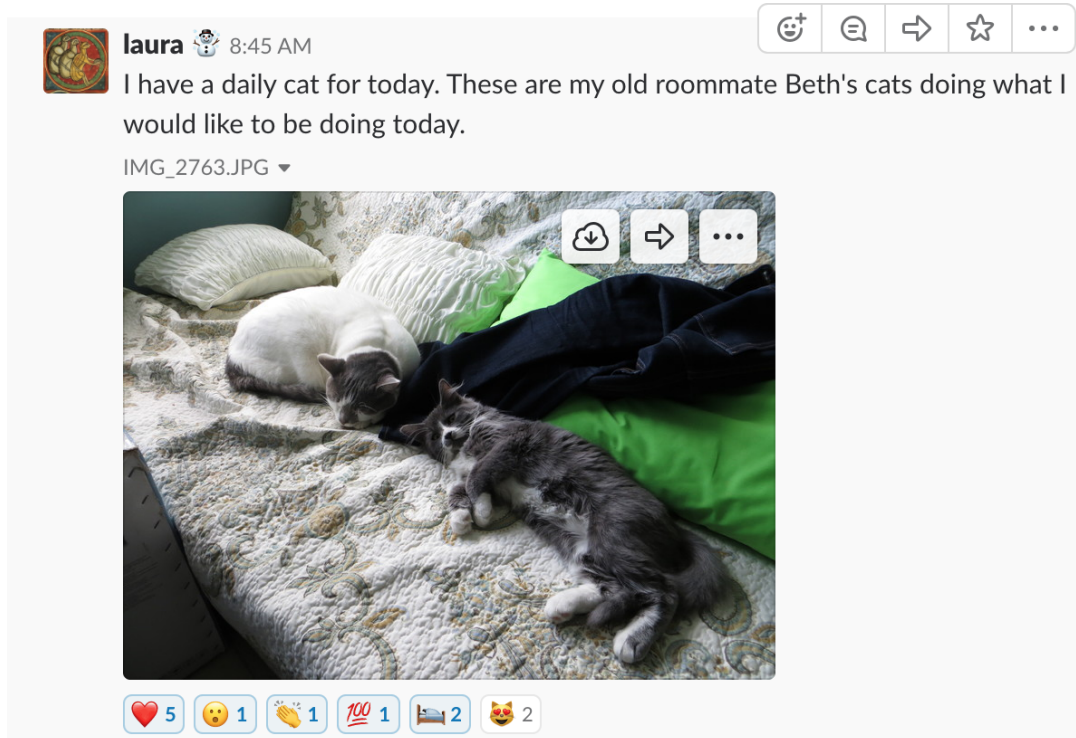 laura ⛄ 8:45 AM
I have a daily cat for today. These are my old roommate Beth's cats doing what I
would like to be doing today.
IMG_2763.JPG
❤️ 5 😮 1 👏 1 💯 1 🛏️ 2 😻 2